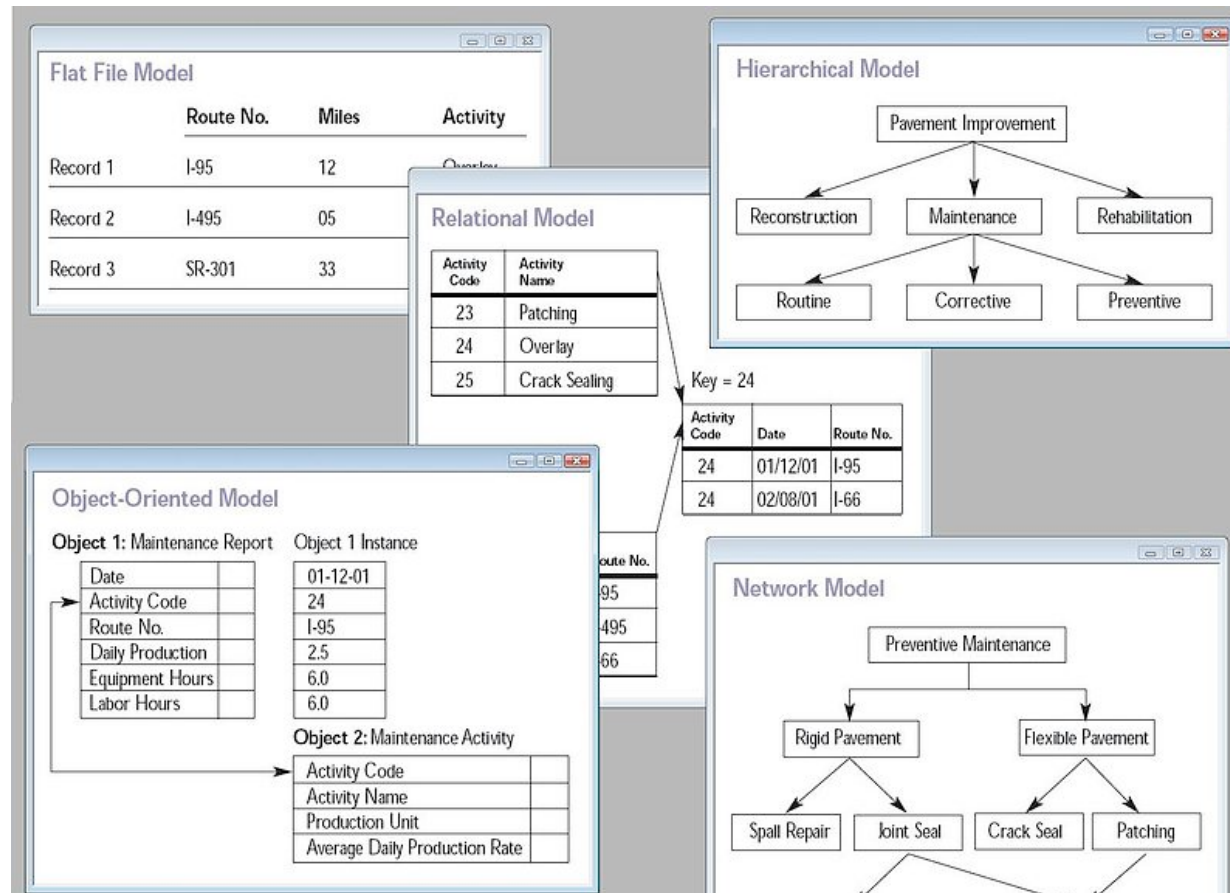 Flat File Model
Route No. Miles Activity
Record 1 I-95 12
Record 2 I-495 05
Record 3 SR-301 33
Hierarchical Model
Pavement Improvement
Reconstruction Maintenance Rehabilitation
Routine Corrective Preventive
Relational Model
Activity Code Activity Name
23 Patching
24 Overlay
25 Crack Sealing
Key = 24
Activity Code Date Route No.
24 01/12/01 I-95
24 02/08/01 I-66
oute No.
-95
-495
-66
Object-Oriented Model
Object 1: Maintenance Report Object 1 Instance
Date 01-12-01
Activity Code 24
Route No. I-95
Daily Production 2.5
Equipment Hours 6.0
Labor Hours 6.0
Object 2: Maintenance Activity
Activity Code
Activity Name
Production Unit
Average Daily Production Rate
Network Model
Preventive Maintenance
Rigid Pavement Flexible Pavement
Spall Repair Joint Seal Crack Seal Patching